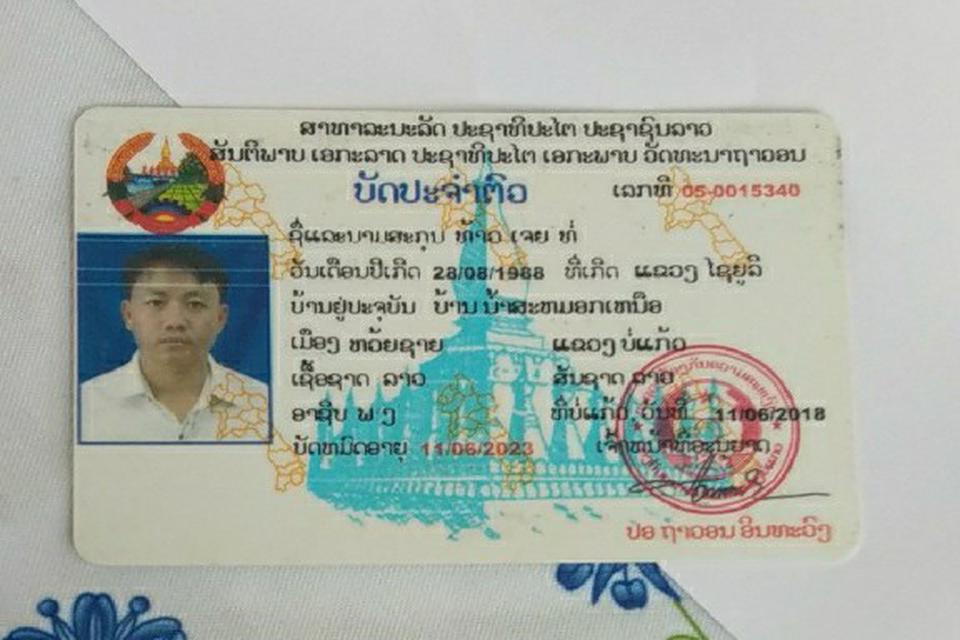 ສາທາລະນະລັດ ປະຊາທິປະໄຕ ປະຊາຊົນລາວ
ສັນຕິພາບ ເອກະລາດ ປະຊາທິປະໄຕ ເອກະພາບ ວັດທະນາຖາວອນ
ບັດປະຈຳຕົວ ເລກທີ 05-0015340
ຊື່ແລະນາມສະກຸນ ທ້າວ ເຈຍ ທໍ່
ວັນເດືອນປີເກີດ 28/08/1988 ທີ່ເກີດ ແຂວງ ໄຊຍູລີ
ບ້ານຢູ່ປະຈຸບັນ ບ້ານ ນ້ຳສະຫມອກເຫນືອ
ເມືອງ ຫ້ວຍຊາຍ ແຂວງ ບໍ່ແກ້ວ
ເຊື້ອຊາດ ລາວ ສັນຊາດ ລາວ
ອາຊີບ ພ ງ ທີ່ບໍ່ແກ້ວ, ວັນທີ 11/06/2018
ບັດຫມົດອາຍຸ 11/06/2023 ເຈົ້າຫນ້າທີ່ອະນຸຍາດ
ປອ ຖາວອນ ອິນທະວົງ